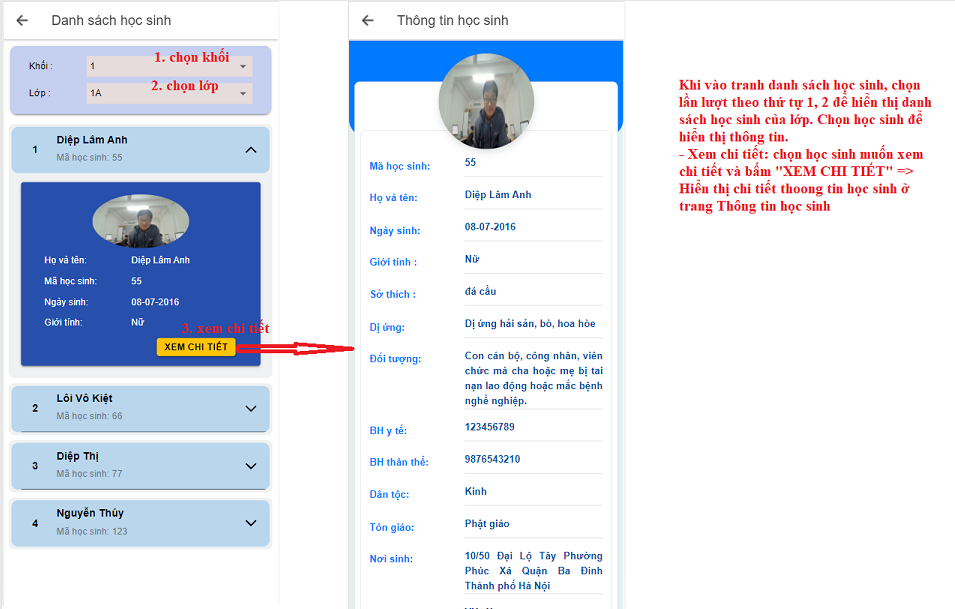 Danh sách học sinh
Khối :
1
1. chọn khối
Lớp :
1A
2. chọn lớp
1
Diệp Lâm Anh
Mã học sinh: 55
Họ và tên:
Diệp Lâm Anh
Mã học sinh:
55
Ngày sinh:
08-07-2016
Giới tính:
Nữ
3. xem chi tiết
XEM CHI TIẾT
2
Lôi Vô Kiệt
Mã học sinh: 66
3
Diệp Thị
Mã học sinh: 77
4
Nguyễn Thúy
Mã học sinh: 123
Thông tin học sinh
Mã học sinh:
55
Họ và tên:
Diệp Lâm Anh
Ngày sinh:
08-07-2016
Giới tính :
Nữ
Sở thích :
đá cầu
Dị ứng:
Dị ứng hải sản, bò, hoa hòe
Đối tượng:
Con cán bộ, công nhân, viên
chức mà cha hoặc mẹ bị tai
nạn lao động hoặc mắc bệnh
nghề nghiệp.
BH y tế:
123456789
BH thân thể:
9876543210
Dân tộc:
Kinh
Tôn giáo:
Phật giáo
Nơi sinh:
10/50 Đại Lộ Tây Phường
Phúc Xá Quận Ba Đình
Thành phố Hà Nội
Khi vào tranh danh sách học sinh, chọn
lần lượt theo thứ tự 1, 2 để hiển thị danh
sách học sinh của lớp. Chọn học sinh để
hiển thị thông tin.
- Xem chi tiết: chọn học sinh muốn xem
chi tiết và bấm "XEM CHI TIẾT" =>
Hiển thị chi tiết thoong tin học sinh ở
trang Thông tin học sinh